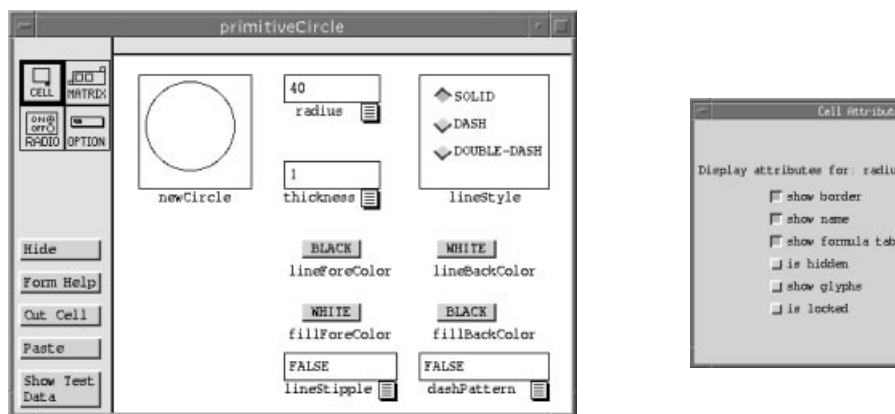 primitiveCircle
CELL
MATRIX
ON
OFF
RADIO
OPTION
Hide
Form Help
Cut Cell
Paste
Show Test
Data
newCircle
40
radius
1
thickness
SOLID
DASH
DOUBLE-DASH
lineStyle
BLACK
lineForeColor
WHITE
lineBackColor
WHITE
fillForeColor
BLACK
fillBackColor
FALSE
lineStipple
FALSE
dashPattern
Cell Attribut
Display attributes for: radiu
show border
show name
show formula tab
is hidden
show glyphs
is locked